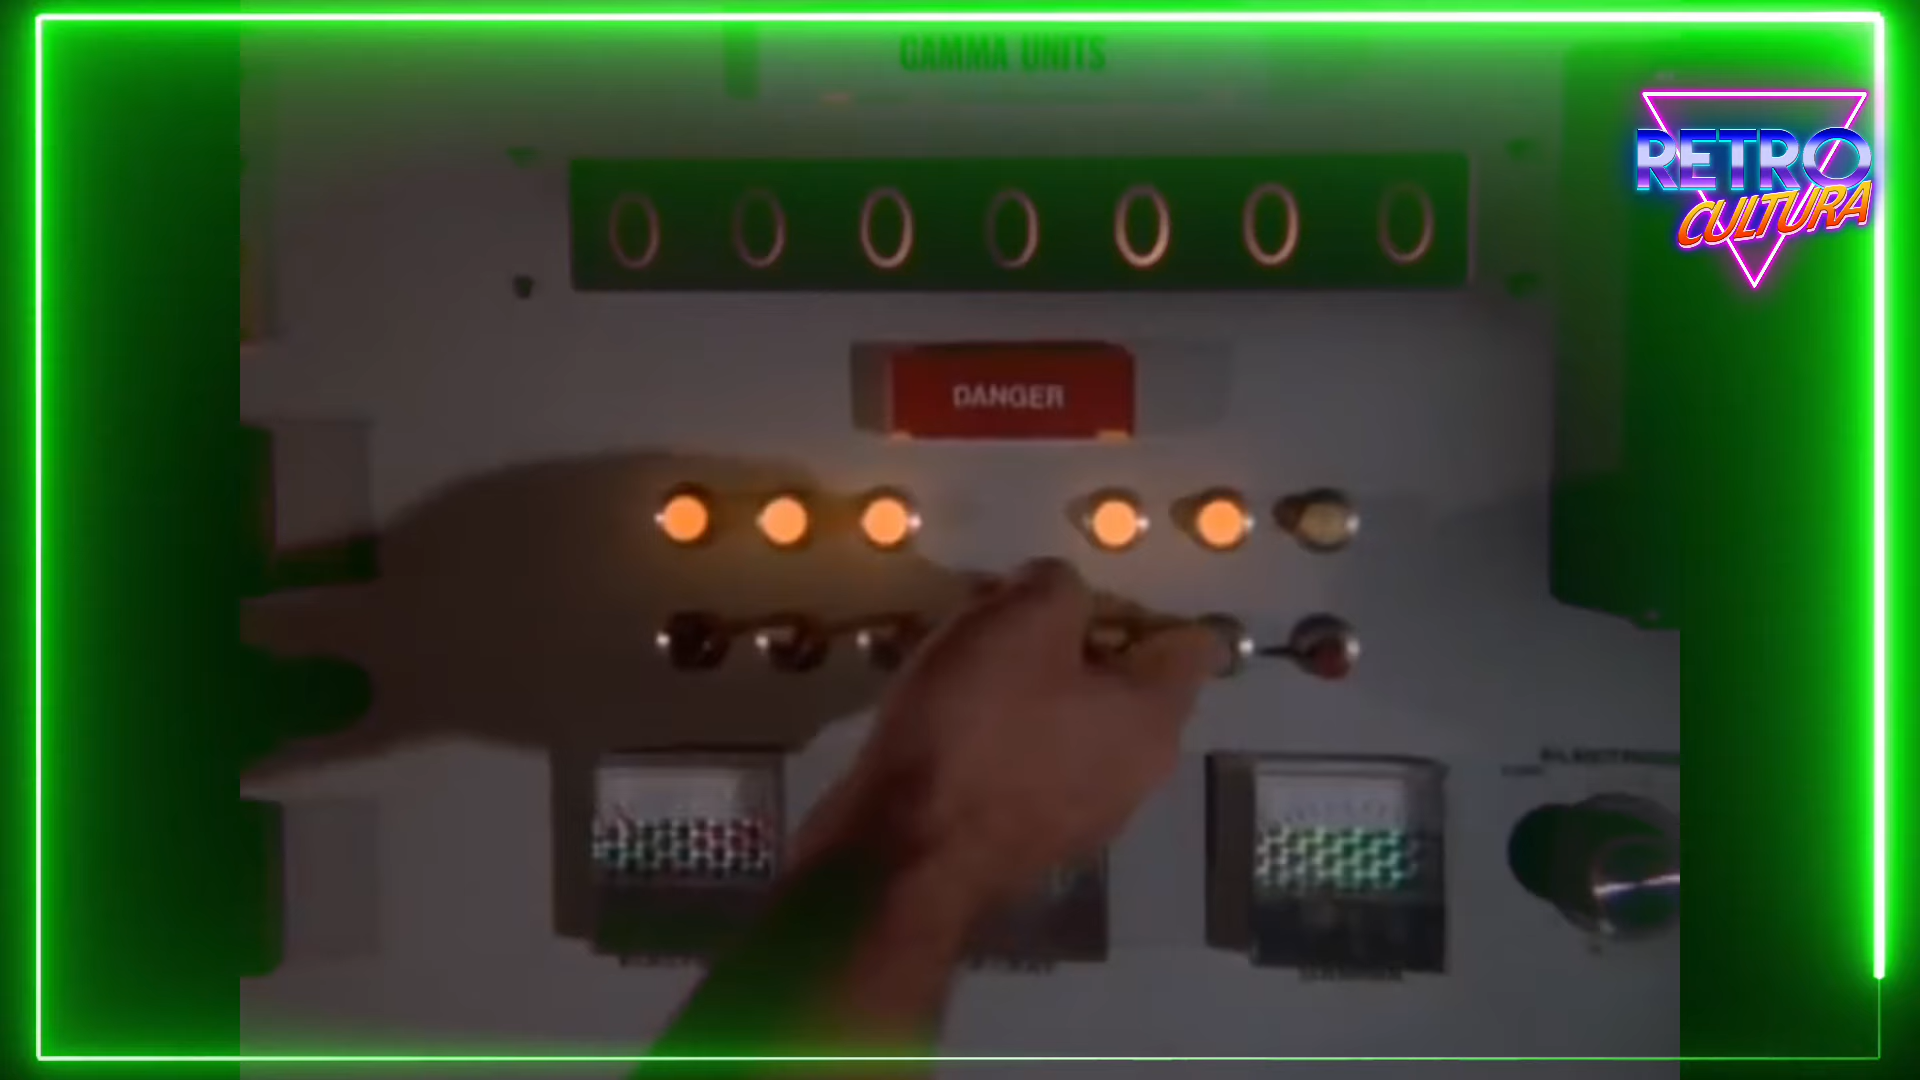 GAMMA UNITS
RETRO
CULTURA
0 0 0 0 0 0 0
DANGER